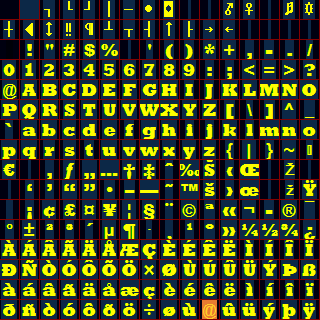 ┐ └ ┘ │ ─ • ◘ ♂ ♀ ♫ ¤
┼ ◄ ↕ ‼ ¶ ┴ ┬ ┤ ↑ ├ → ←
! " # $ % ' ( ) * + , - . /
0 1 2 3 4 5 6 7 8 9 : ; < = > ?
@ A B C D E F G H I J K L M N O
P Q R S T U V W X Y Z [ \ ] ^ _
` a b c d e f g h i j k l m n o
p q r s t u v w x y z { | } ~ ▯
€ , ƒ „ … † ‡ ˆ ‰ Š ‹ Œ Ž
‘ ’ “ ” • – — ˜ ™ š › œ ž Ÿ
¡ ¢ £ ¤ ¥ ¦ § ¨ © ª « ¬ - ® ¯
° ± ² ³ ´ µ ¶ · ¸ ¹ º » ¼ ½ ¾ ¿
À Á Â Ã Ä Å Æ Ç È É Ê Ë Ì Í Î Ï
Ð Ñ Ò Ó Ô Õ Ö × Ø Ù Ú Û Ü Ý Þ ß
à á â ã ä å æ ç è é ê ë ì í î ï
ð ñ ò ó ô õ ö ÷ ø ù @ û ü ý þ ÿ